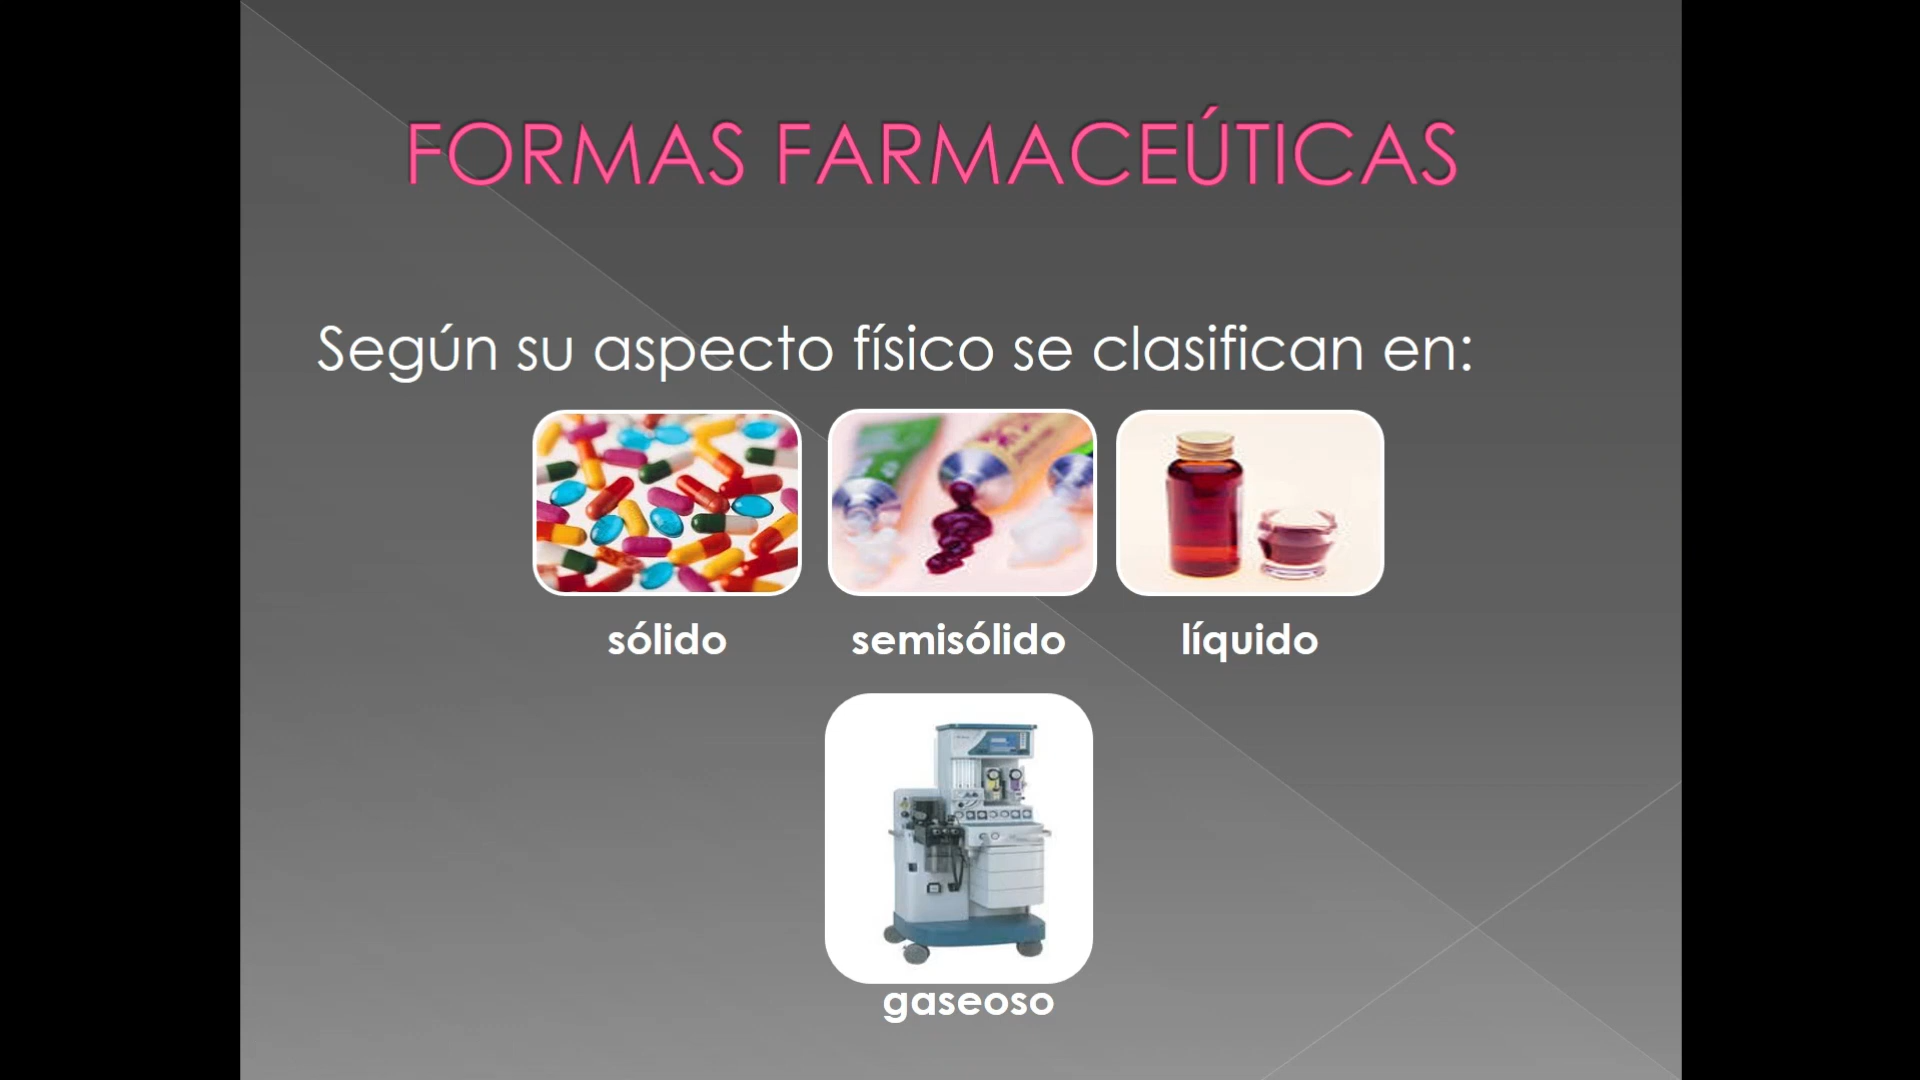 FORMAS FARMACEÚTICAS
Según su aspecto físico se clasifican en:
sólido
semisólido
líquido
gaseoso